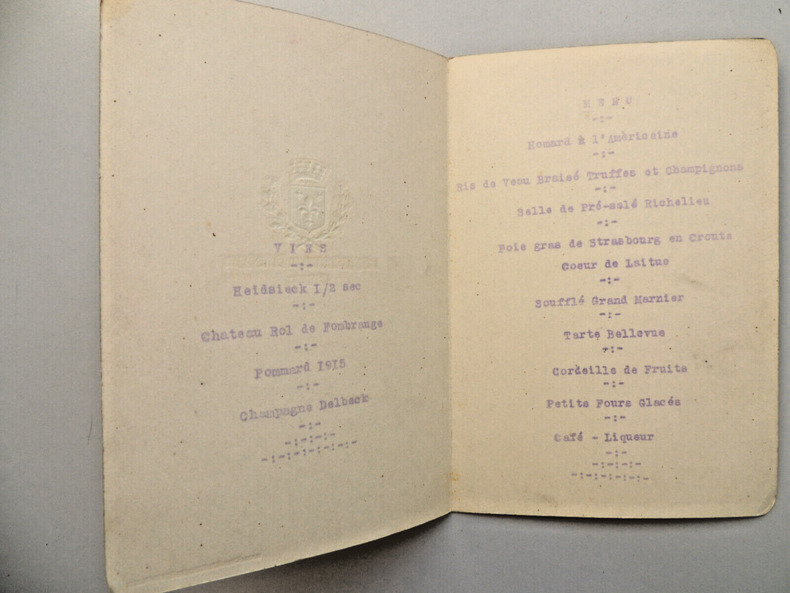 VINS
-:-
Heidsieck I/2 sec
-:-
Chateau Rol de Fombrange
-:-
Pommard 1915
-:-
Champagne Delbeck
-:-
-:-:-:-
-:-:-:-:-:-:-
MENU
-:-
Homard à l'Américaine
-:-
Ris de Veau Braisé Truffes et Champignons
-:-
Selle de Pré-salé Richelieu
-:-
Foie gras de Strasbourg en Croute
Coeur de Laitue
-:-
Soufflé Grand Marnier
-:-
Tarte Bellevue
-:-
Corbeille de Fruits
-:-
Petits Fours Glacés
-:-
Café - Liqueur
-:-
-:-:-:-
-:-:-:-:-:-